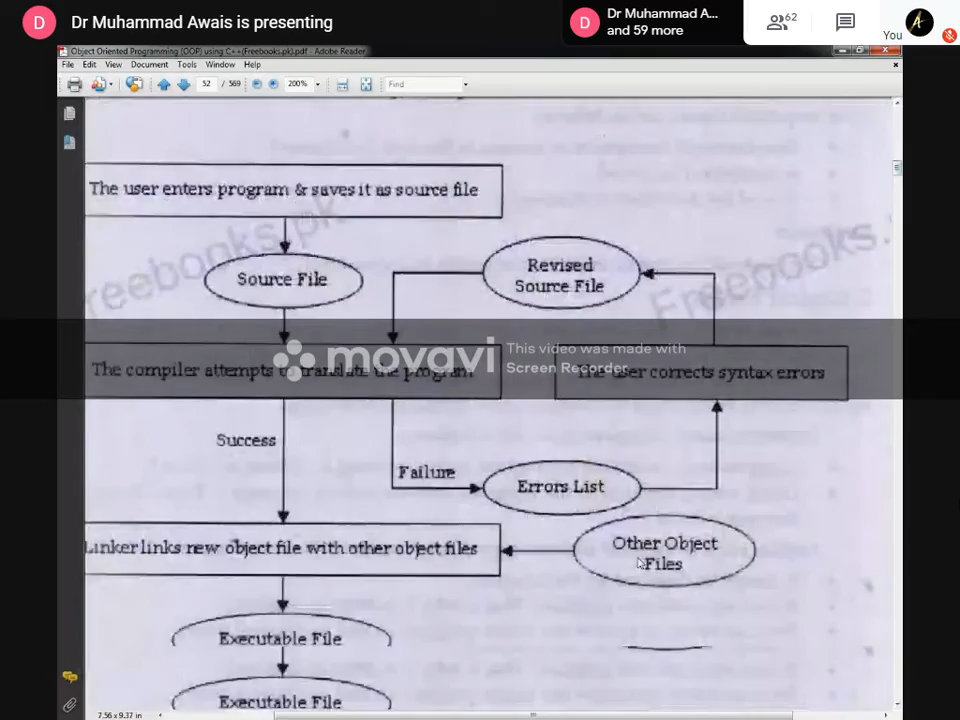 D Dr Muhammad Awais is presenting
D Dr Muhammad A...
and 59 more
62
You
Object Oriented Programming (OOP) using C++(Freebooks.pk).pdf - Adobe Reader
File Edit View Document Tools Window Help
52 / 569 200% Find
The user enters program & saves it as source file
Freebooks.pk
reebonks.pk
Source File
Revised
Source File
movavi
This video was made with
Screen Recorder
The compiler attempts to translate the program
The user corrects syntax errors
Success
Failure
Errors List
Linker links new object file with other object files
Other Object
Files
Executable File
Executable File
7.56 x 9.37 in